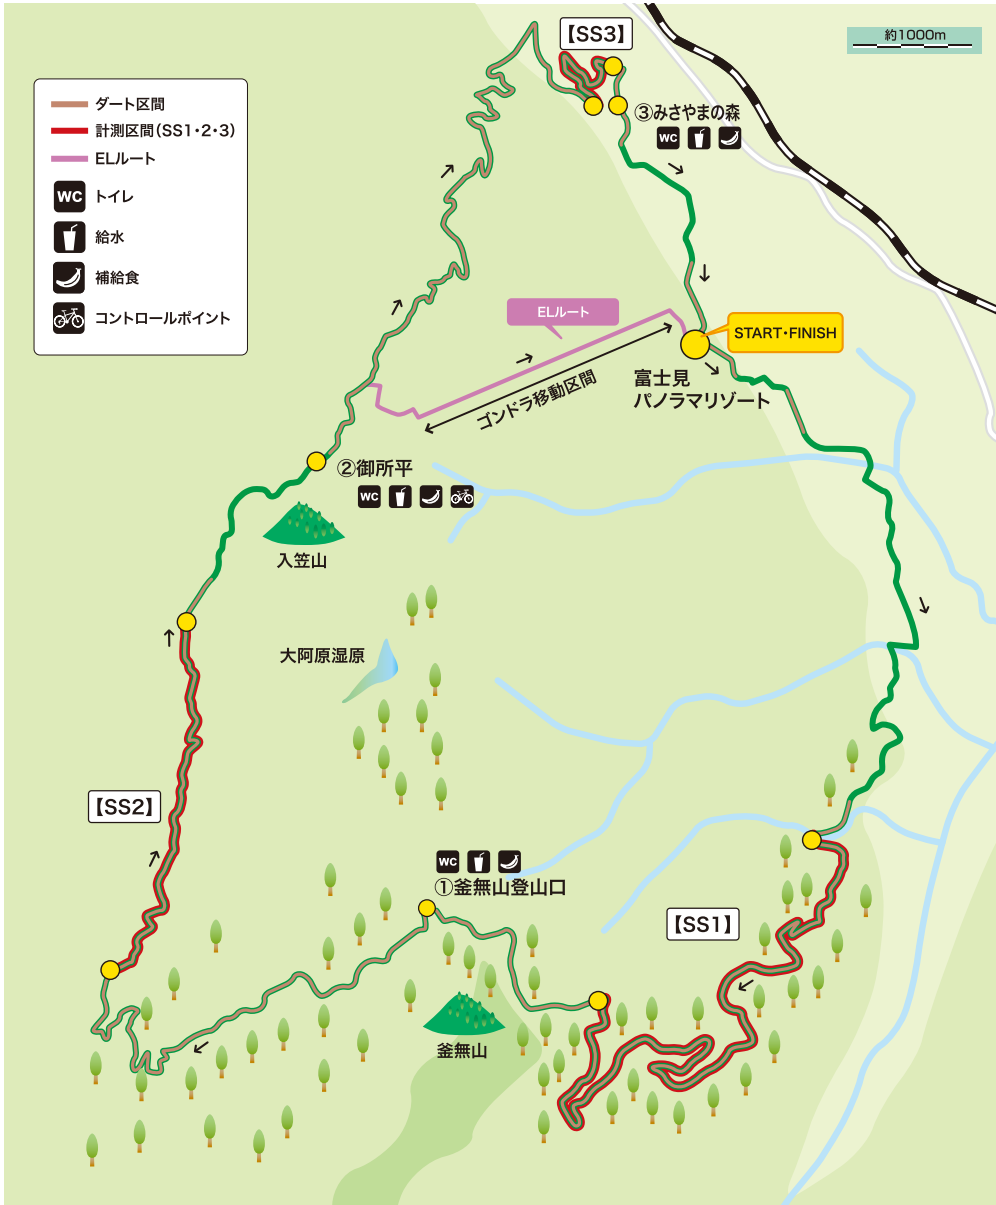 【SS3】
約1000m
③みさやまの森
WC
ダート区間
計測区間(SS1・2・3)
ELルート
WC トイレ
給水
補給食
コントロールポイント
ELルート
START・FINISH
ゴンドラ移動区間
富士見
パノラマリゾート
②御所平
WC
入笠山
大阿原湿原
【SS2】
WC
①釜無山登山口
【SS1】
釜無山